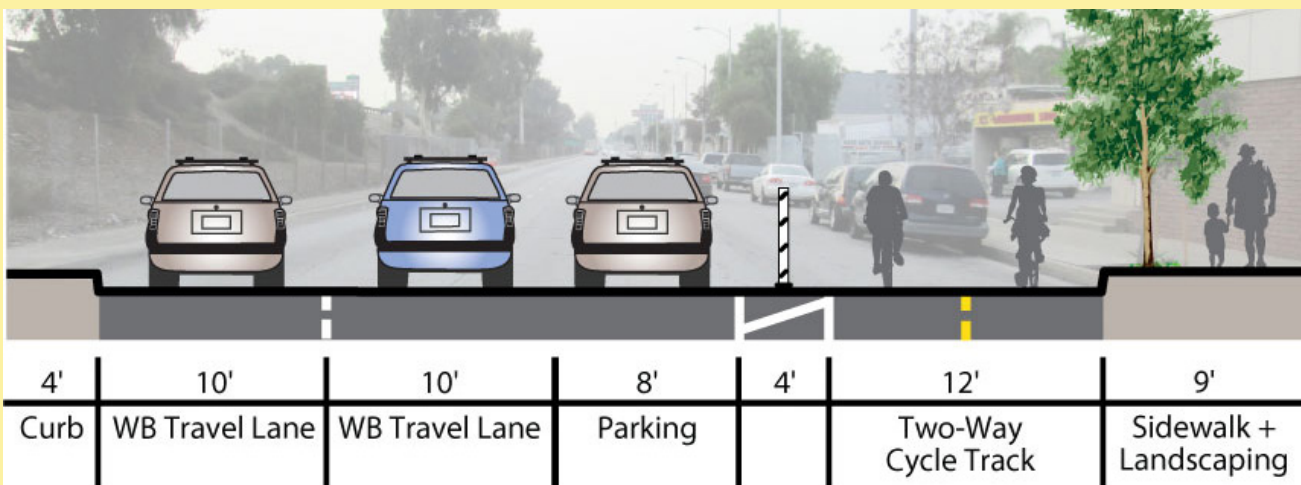 4' 10' 10' 8' 4' 12' 9'
Curb WB Travel Lane WB Travel Lane Parking Two-Way Sidewalk +
Cycle Track Landscaping